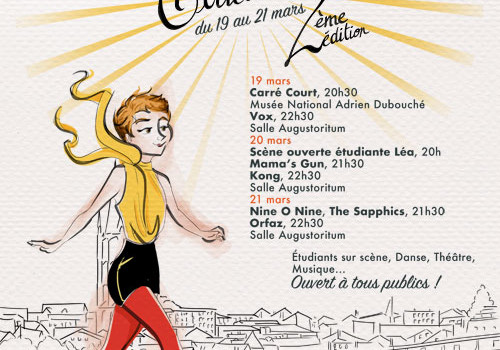 du 19 au 21 mars
2ème
édition
19 mars
Carré Court, 20h30
Musée National Adrien Dubouché
Vox, 22h30
Salle Augustoritum
20 mars
Scène ouverte étudiante Léa, 20h
Mama's Gun, 21h30
Kong, 22h30
Salle Augustoritum
21 mars
Nine O Nine, The Sapphics, 21h30
Orfaz, 22h30
Salle Augustoritum
Étudiants sur scène, Danse, Théâtre,
Musique...
Ouvert à tous publics !